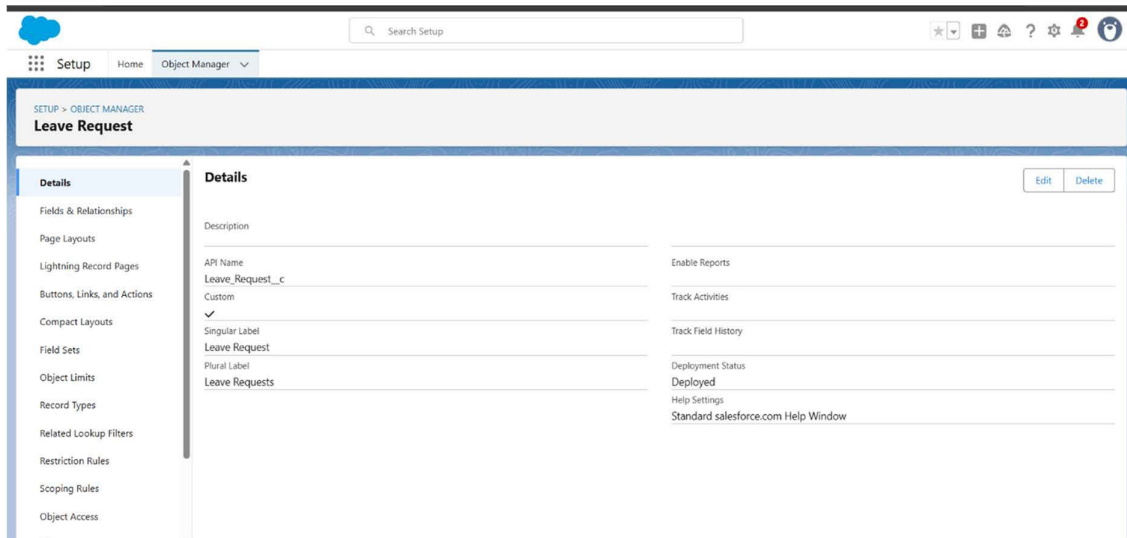 Search Setup
2
Setup
Home
Object Manager
SETUP > OBJECT MANAGER
Leave Request
Details
Fields & Relationships
Page Layouts
Lightning Record Pages
Buttons, Links, and Actions
Compact Layouts
Field Sets
Object Limits
Record Types
Related Lookup Filters
Restriction Rules
Scoping Rules
Object Access
Details
Edit
Delete
Description
API Name
Leave_Request__c
Custom
Singular Label
Leave Request
Plural Label
Leave Requests
Enable Reports
Track Activities
Track Field History
Deployment Status
Deployed
Help Settings
Standard salesforce.com Help Window